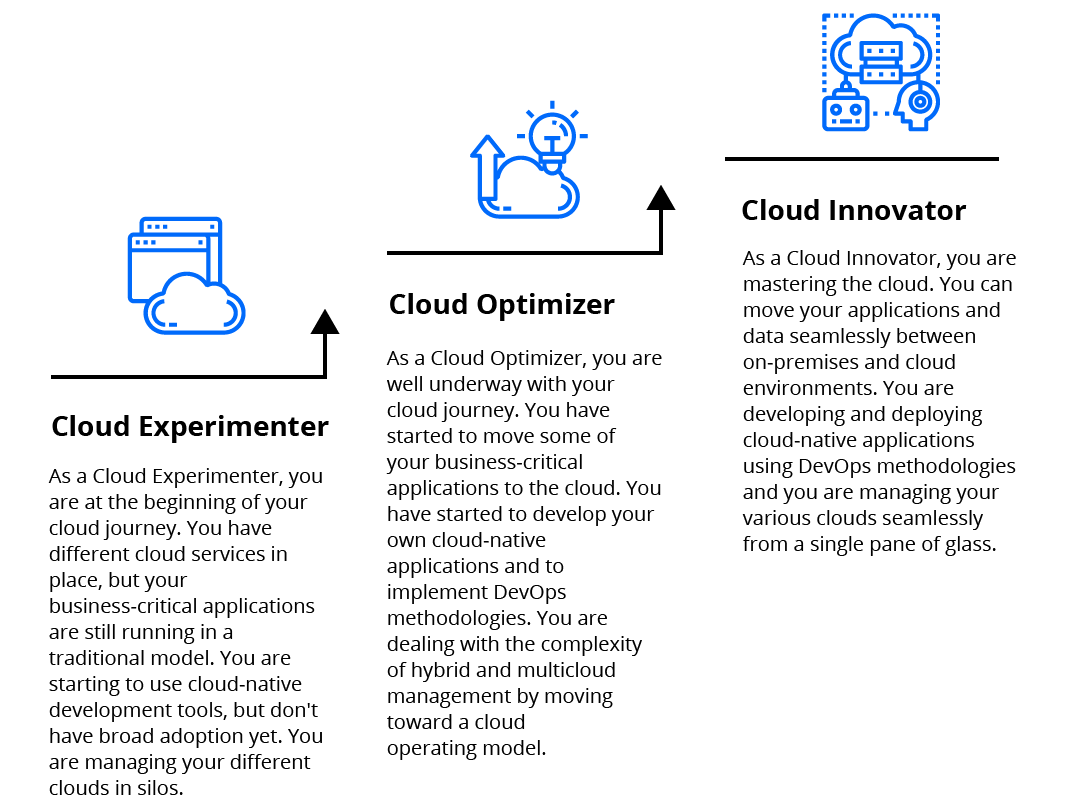 Cloud Experimenter
As a Cloud Experimenter, you
are at the beginning of your
cloud journey. You have
different cloud services in
place, but your
business-critical applications
are still running in a
traditional model. You are
starting to use cloud-native
development tools, but don't
have broad adoption yet. You
are managing your different
clouds in silos.
Cloud Optimizer
As a Cloud Optimizer, you are
well underway with your
cloud journey. You have
started to move some of
your business-critical
applications to the cloud. You
have started to develop your
own cloud-native
applications and to
implement DevOps
methodologies. You are
dealing with the complexity
of hybrid and multicloud
management by moving
toward a cloud
operating model.
Cloud Innovator
As a Cloud Innovator, you are
mastering the cloud. You can
move your applications and
data seamlessly between
on-premises and cloud
environments. You are
developing and deploying
cloud-native applications
using DevOps methodologies
and you are managing your
various clouds seamlessly
from a single pane of glass.